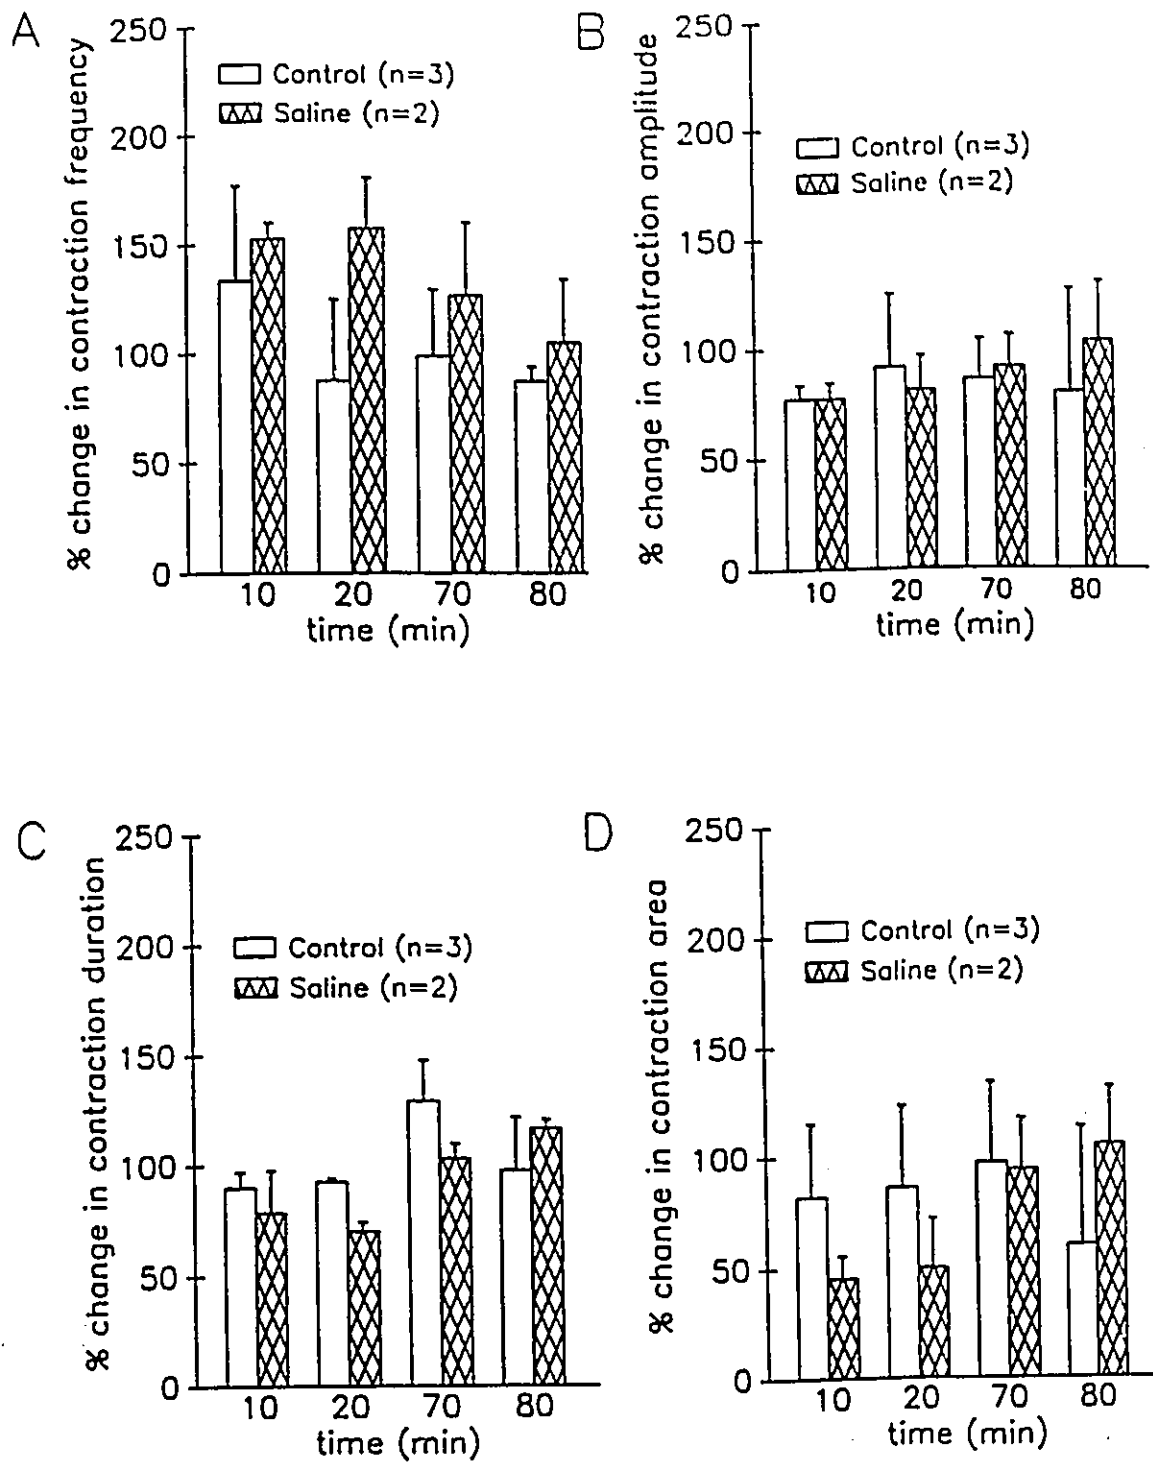 A
% change in contraction frequency
250
200
150
100
50
0
Control (n=3)
Saline (n=2)
10 20 70 80
time (min)
B
% change in contraction amplitude
250
200
150
100
50
0
Control (n=3)
Saline (n=2)
10 20 70 80
time (min)
C
% change in contraction duration
250
200
150
100
50
0
Control (n=3)
Saline (n=2)
10 20 70 80
time (min)
D
% change in contraction area
250
200
150
100
50
0
Control (n=3)
Saline (n=2)
10 20 70 80
time (min)